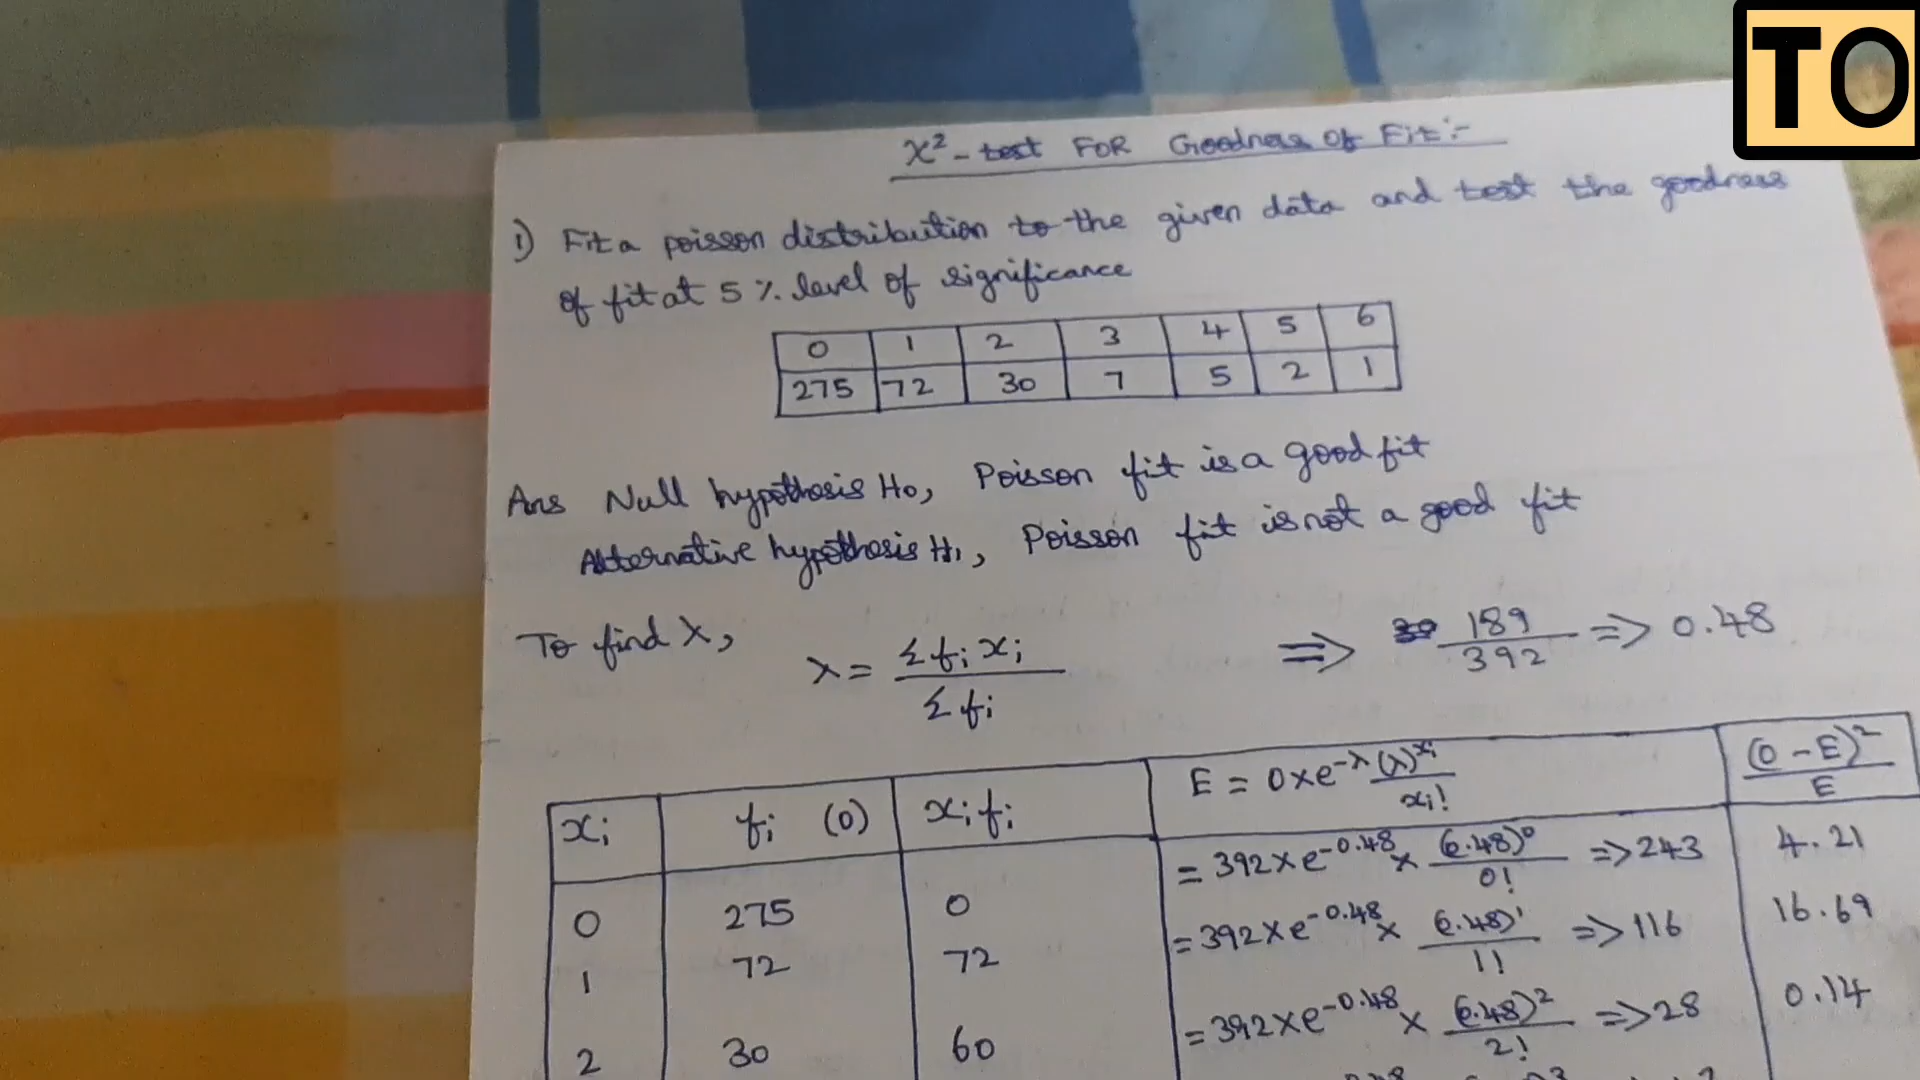 TO
χ² - test FOR Goodness of Fit :-
1) Fit a poisson distribution to the given data and test the goodness
of fit at 5 % level of significance
0 1 2 3 4 5 6
275 72 30 7 5 2 1
Ans Null hypothesis H₀, Poisson fit is a good fit
Alternative hypothesis H₁, Poisson fit is not a good fit
To find λ, λ = Σfᵢxᵢ / Σfᵢ => 189/392 => 0.48
xᵢ fᵢ (O) xᵢfᵢ E = O×e^-λ (λ)^xᵢ / xᵢ! (O-E)²/E
0 275 0 = 392×e^-0.48 × (0.48)^0 / 0! => 243 4.21
1 72 72 = 392×e^-0.48 × (0.48)^1 / 1! => 116 16.69
2 30 60 = 392×e^-0.48 × (0.48)^2 / 2! => 28 0.14